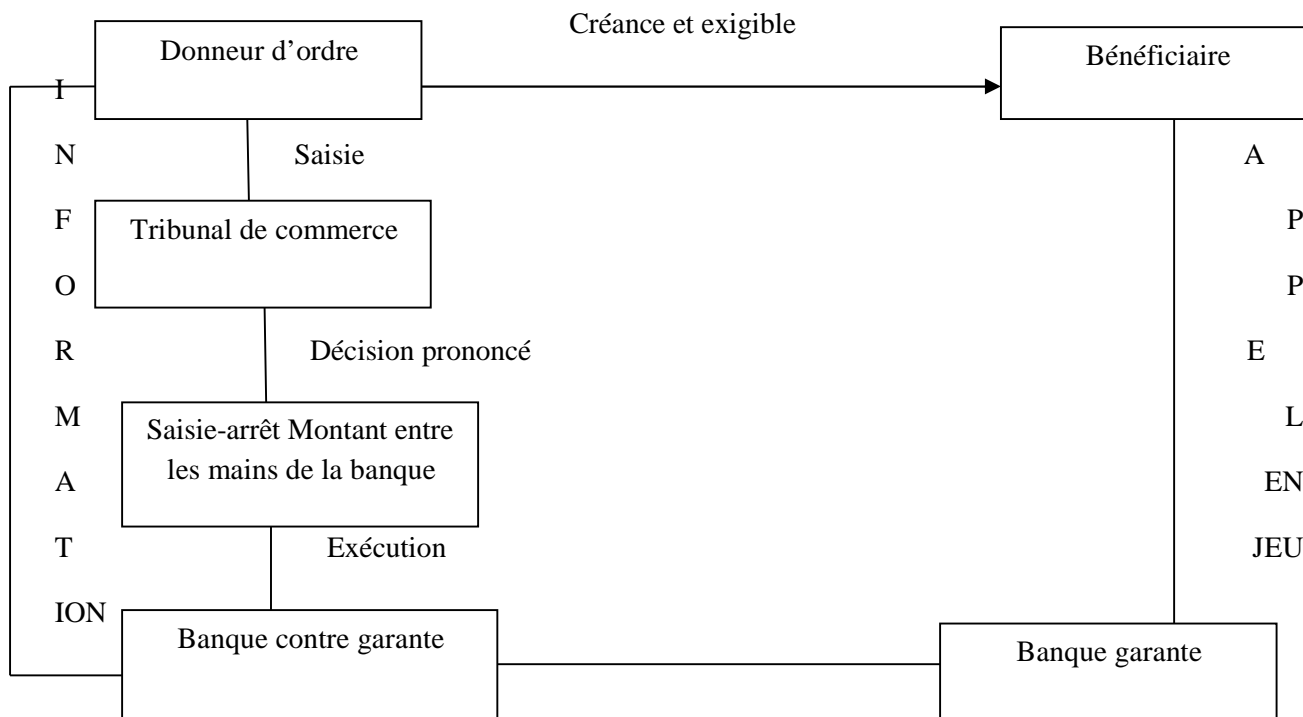 Créance et exigible
Donneur d'ordre
Bénéficiaire
I
N
F
O
R
M
A
T
ION
Saisie
Tribunal de commerce
Décision prononcé
Saisie-arrêt Montant entre
les mains de la banque
Exécution
Banque contre garante
A
P
P
E
L
EN
JEU
Banque garante